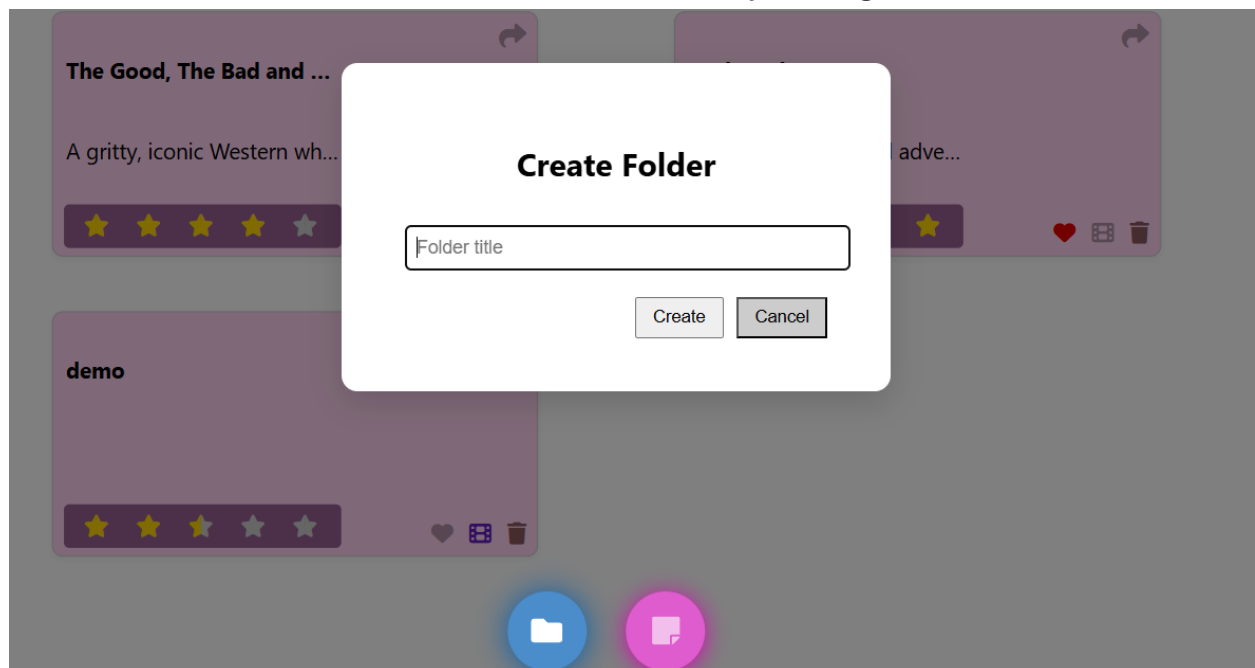 The Good, The Bad and ...
A gritty, iconic Western wh...
adve...
Create Folder
Folder title
Create
Cancel
demo